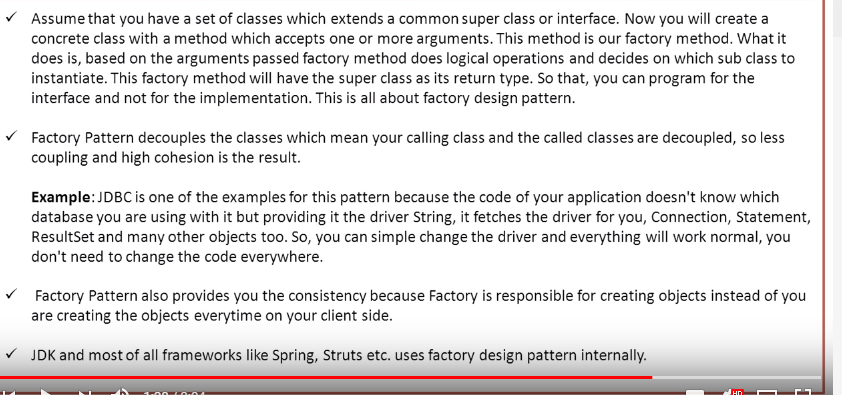 ✓ Assume that you have a set of classes which extends a common super class or interface. Now you will create a
concrete class with a method which accepts one or more arguments. This method is our factory method. What it
does is, based on the arguments passed factory method does logical operations and decides on which sub class to
instantiate. This factory method will have the super class as its return type. So that, you can program for the
interface and not for the implementation. This is all about factory design pattern.
✓ Factory Pattern decouples the classes which mean your calling class and the called classes are decoupled, so less
coupling and high cohesion is the result.
Example: JDBC is one of the examples for this pattern because the code of your application doesn't know which
database you are using with it but providing it the driver String, it fetches the driver for you, Connection, Statement,
ResultSet and many other objects too. So, you can simple change the driver and everything will work normal, you
don't need to change the code everywhere.
✓ Factory Pattern also provides you the consistency because Factory is responsible for creating objects instead of you
are creating the objects everytime on your client side.
✓ JDK and most of all frameworks like Spring, Struts etc. uses factory design pattern internally.
HD